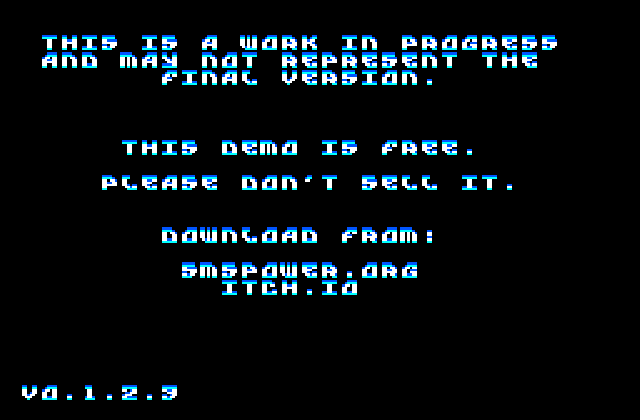 THIS IS A WORK IN PROGRESS
AND MAY NOT REPRESENT THE
FINAL VERSION.
THIS DEMO IS FREE.
PLEASE DON'T SELL IT.
DOWNLOAD FROM:
SMSPOWER.ORG
ITCH.IO
V0.1.2.9